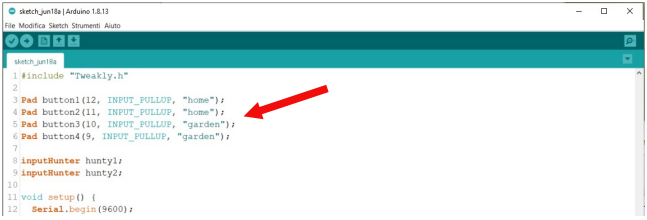 sketch_jun18a | Arduino 1.8.13
File Modifica Sketch Strumenti Aiuto
sketch_jun18a
1 #include "Tweakly.h"
2
3 Pad button1(12, INPUT_PULLUP, "home");
4 Pad button2(11, INPUT_PULLUP, "home");
5 Pad button3(10, INPUT_PULLUP, "garden");
6 Pad button4(9, INPUT_PULLUP, "garden");
7
8 inputHunter hunty1;
9 inputHunter hunty2;
10
11 void setup() {
12 Serial.begin(9600);